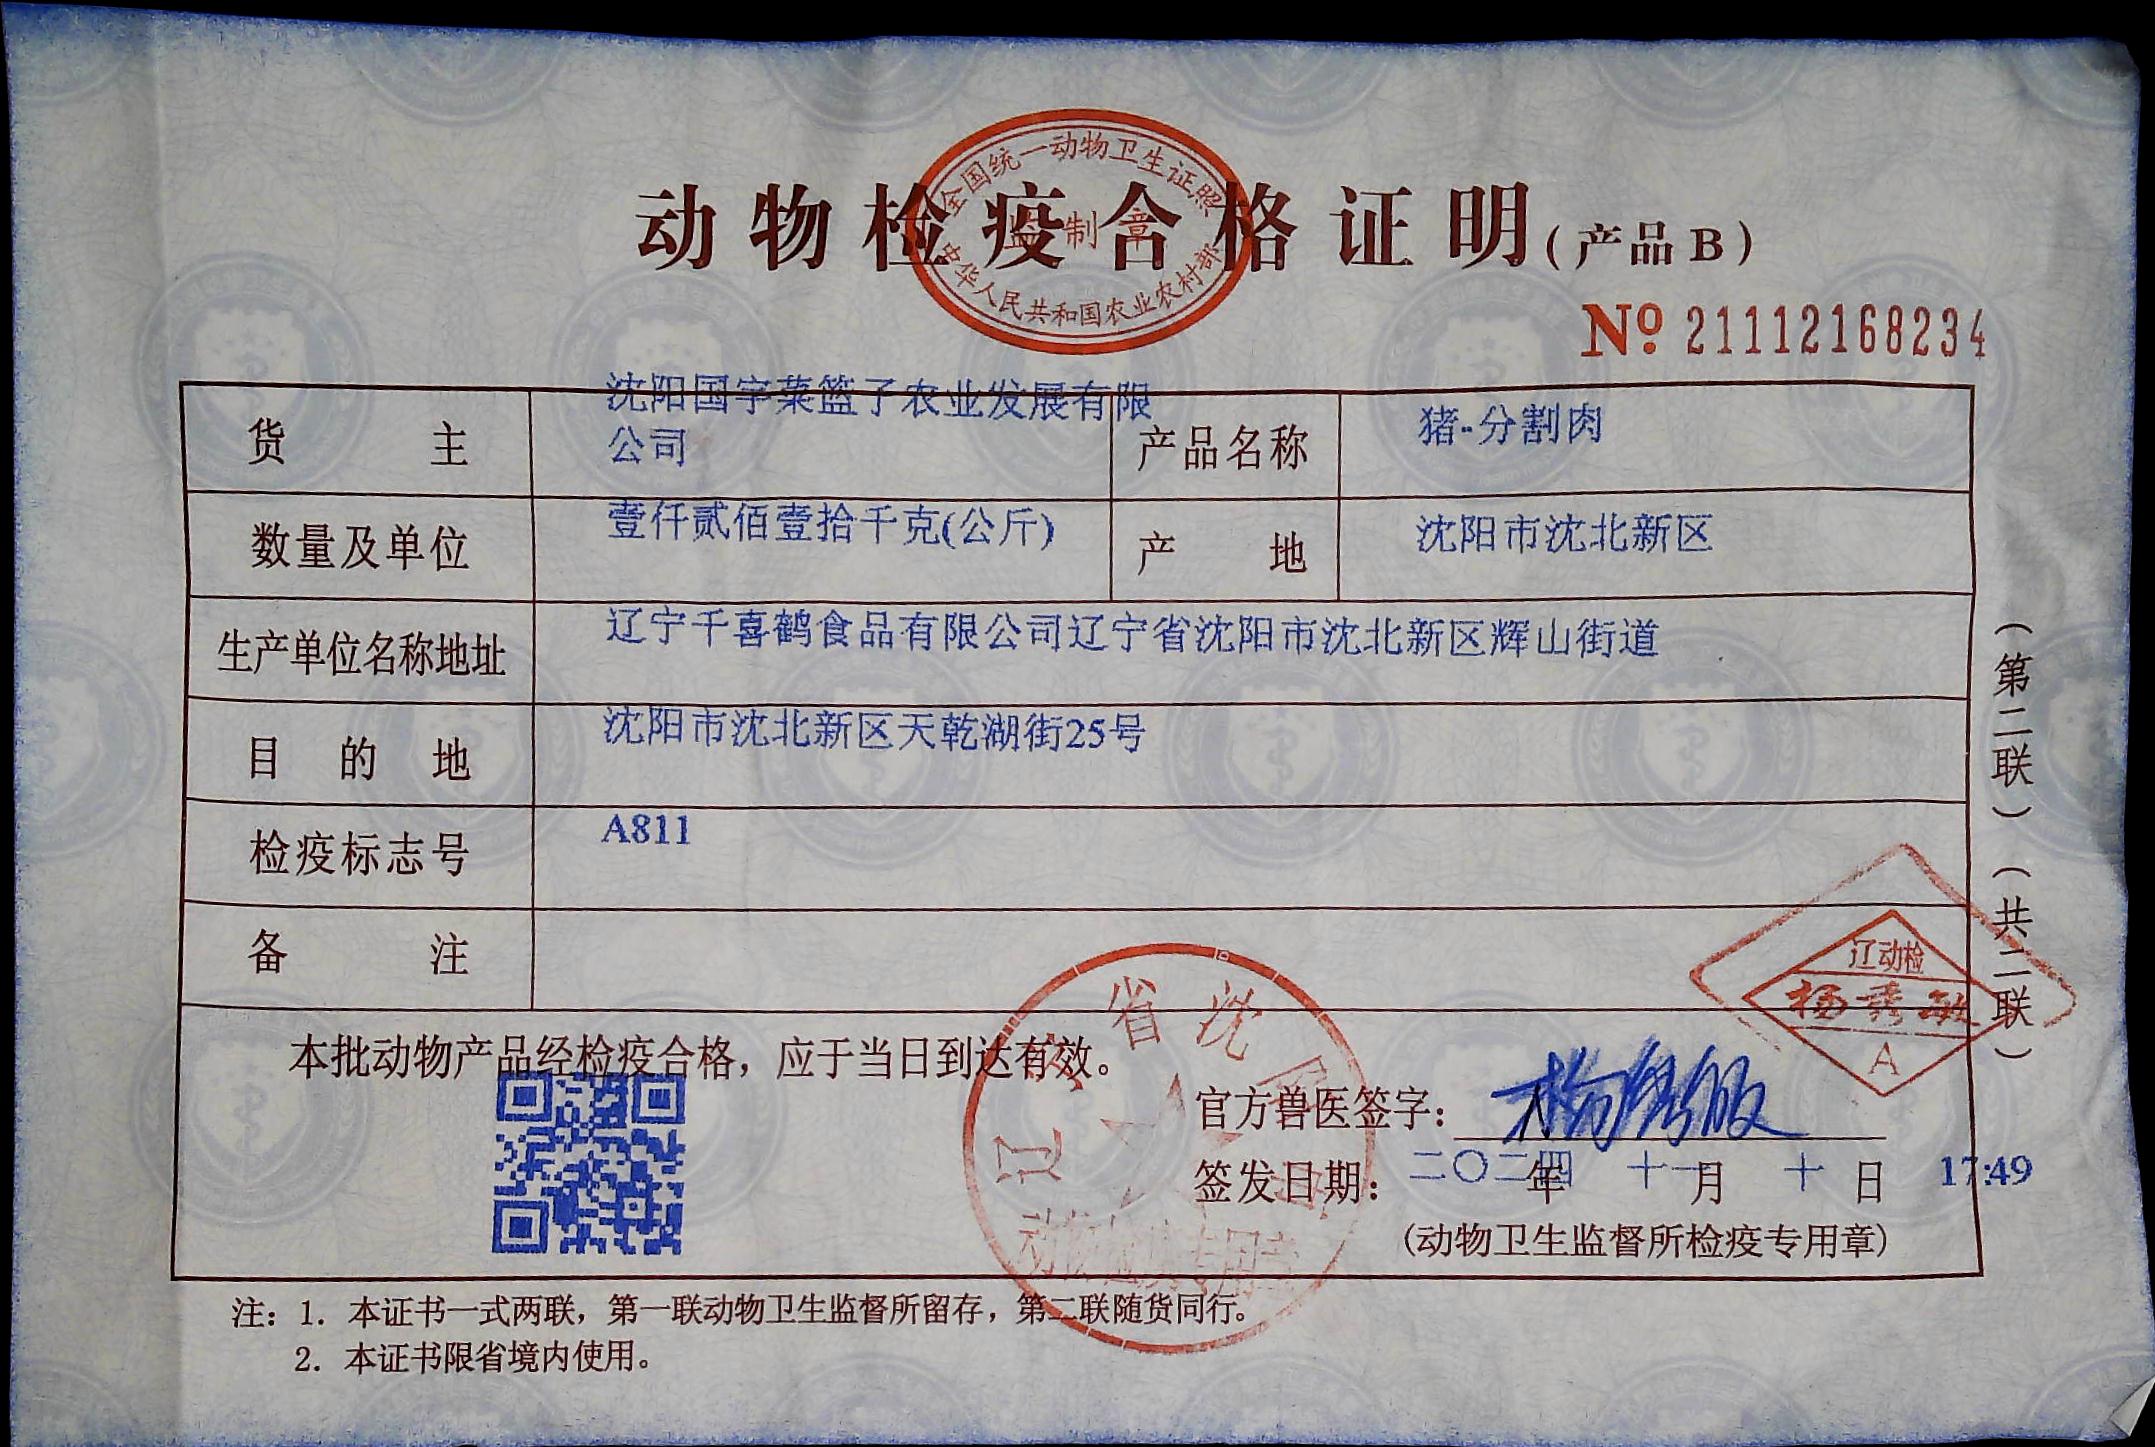 全国统一动物卫生证照
监制章
中华人民共和国农业农村部
动物检疫合格证明(产品B)
Nº 21112168234
货主 沈阳国宇菜篮子农业发展有限
公司
产品名称 猪-分割肉
数量及单位 壹仟贰佰壹拾千克(公斤)
产地 沈阳市沈北新区
生产单位名称地址 辽宁千喜鹤食品有限公司辽宁省沈阳市沈北新区辉山街道
目的地 沈阳市沈北新区天乾湖街25号
检疫标志号 A811
备注
(第二联)(共二联)
辽动检
杨秀敏
A
本批动物产品经检疫合格，应于当日到达有效。
官方兽医签字：
签发日期：二〇二四年 十一月 十日 17:49
(动物卫生监督所检疫专用章)
注：1. 本证书一式两联，第一联动物卫生监督所留存，第二联随货同行。
2. 本证书限省境内使用。